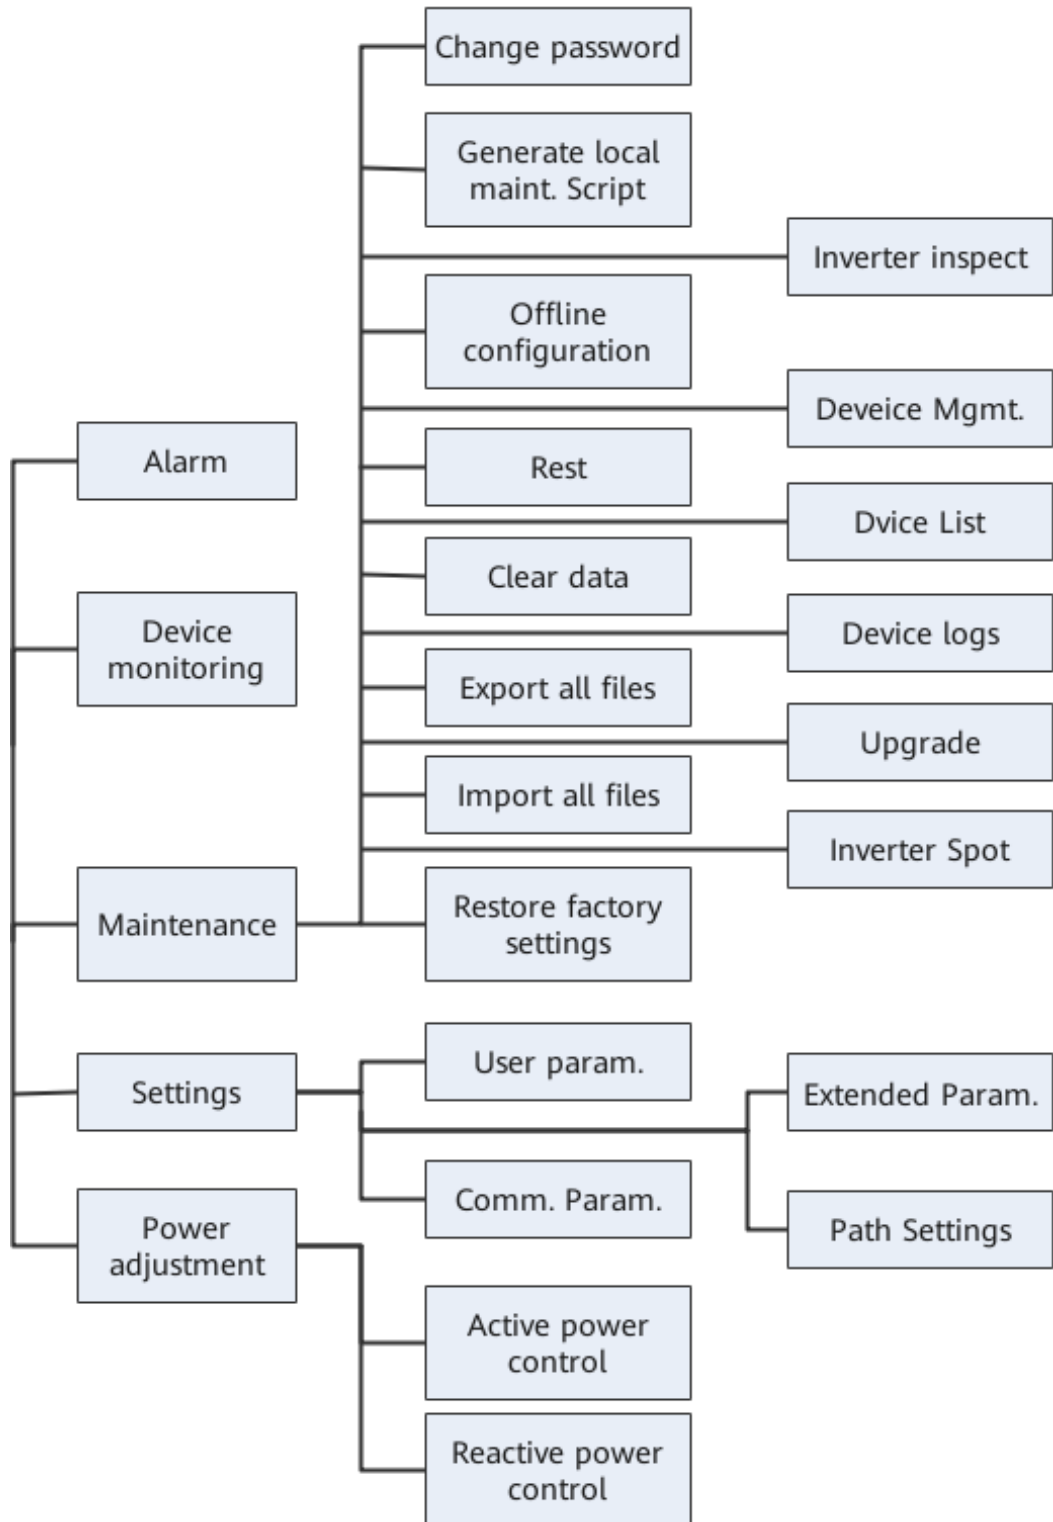 Change password
Generate local
maint. Script
Inverter inspect
Offline
configuration
Deveice Mgmt.
Alarm
Rest
Dvice List
Clear data
Device
monitoring
Device logs
Export all files
Upgrade
Import all files
Inverter Spot
Maintenance
Restore factory
settings
Settings
User param.
Extended Param.
Comm. Param.
Path Settings
Power
adjustment
Active power
control
Reactive power
control